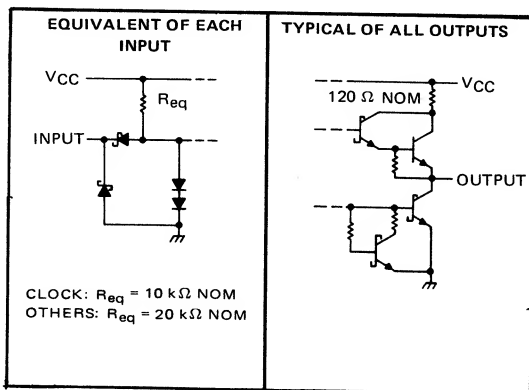 EQUIVALENT OF EACH
INPUT
VCC
Req
INPUT
CLOCK: Req = 10 kΩ NOM
OTHERS: Req = 20 kΩ NOM
TYPICAL OF ALL OUTPUTS
VCC
120 Ω NOM
OUTPUT